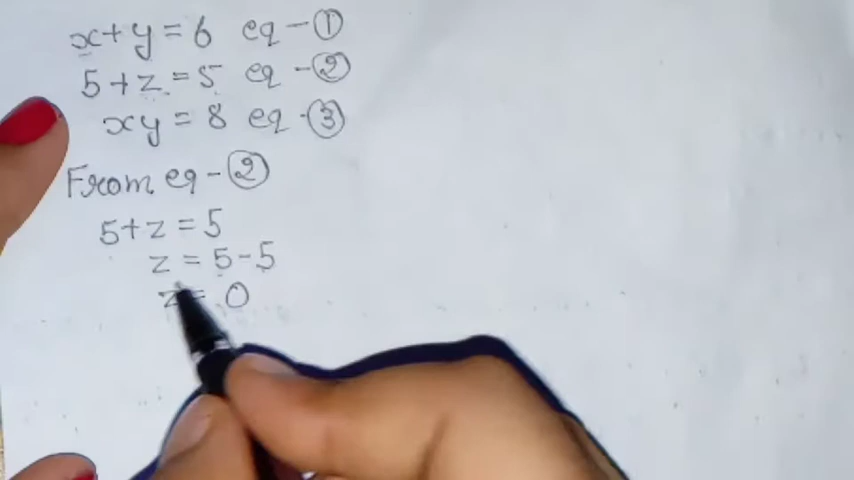 x+y=6 eq-①
5+z=5 eq-②
xy=8 eq-③
From eq-②
5+z=5
z=5-5
z=0